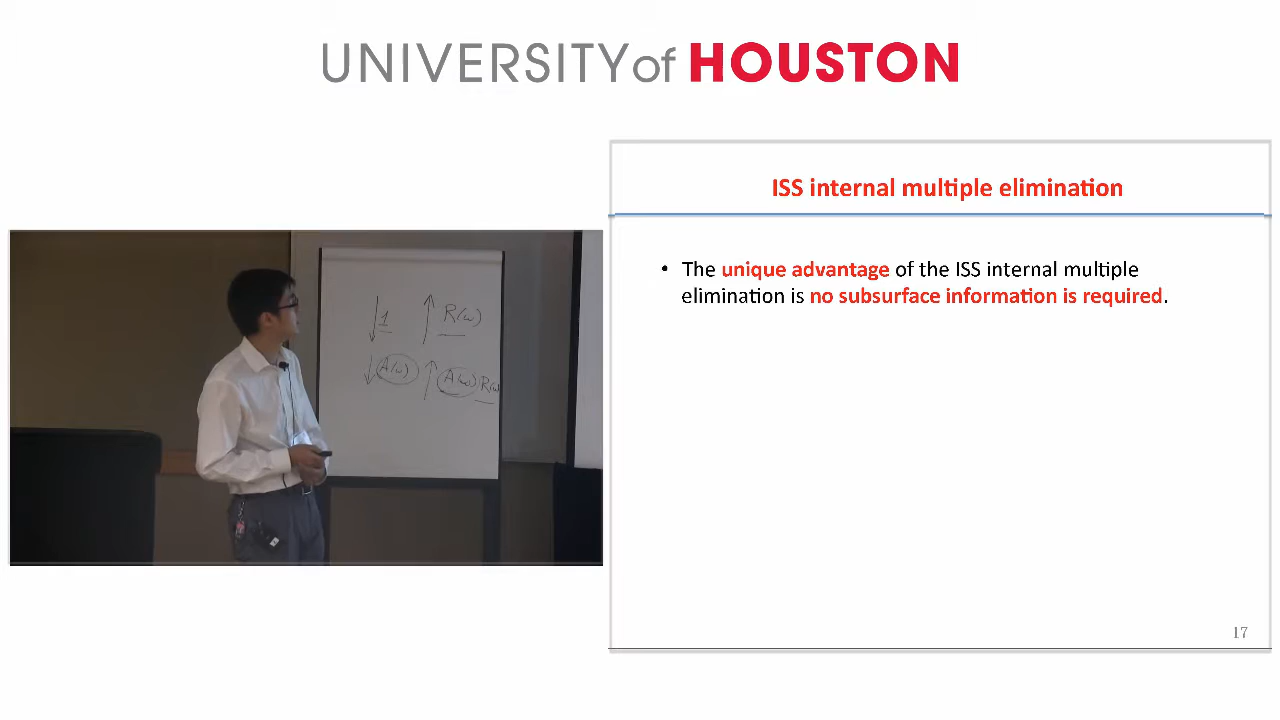 UNIVERSITY of HOUSTON
↓ 1 ↑ R(ω)
↓ A(ω) ↑ A(ω) R(ω
ISS internal multiple elimination
• The unique advantage of the ISS internal multiple
elimination is no subsurface information is required.
17